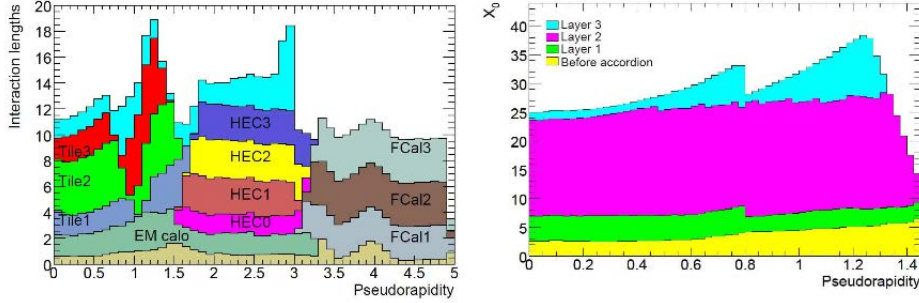 Interaction lengths
20
18
16
14
12
10
8
6
4
2
0
Tile3
Tile2
Tile1
EM calo
HEC3
HEC2
HEC1
HEC0
FCal3
FCal2
FCal1
0 0.5 1 1.5 2 2.5 3 3.5 4 4.5 5
Pseudorapidity
X0
40
35
30
25
20
15
10
5
0
Layer 3
Layer 2
Layer 1
Before accordion
0 0.2 0.4 0.6 0.8 1 1.2 1.4
Pseudorapidity